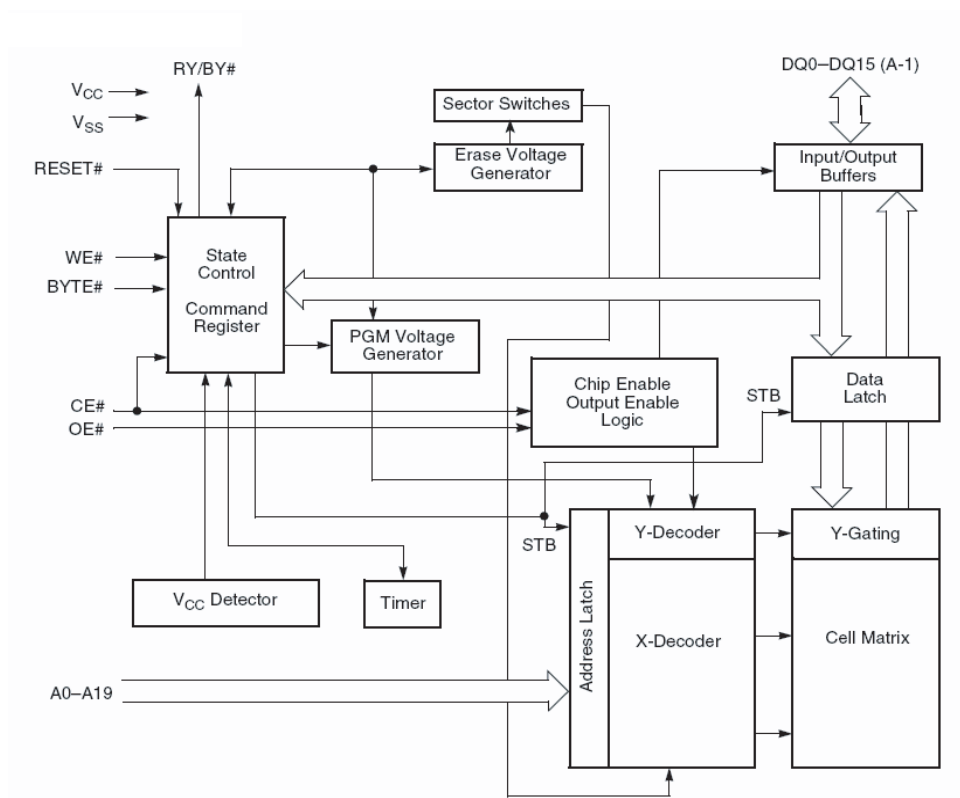 RY/BY#
DQ0–DQ15 (A-1)
VCC
VSS
Sector Switches
Erase Voltage
Generator
Input/Output
Buffers
RESET#
WE#
BYTE#
State
Control
Command
Register
PGM Voltage
Generator
Chip Enable
Output Enable
Logic
STB
Data
Latch
CE#
OE#
STB
Y-Decoder
Y-Gating
VCC Detector
Timer
Address Latch
X-Decoder
Cell Matrix
A0–A19